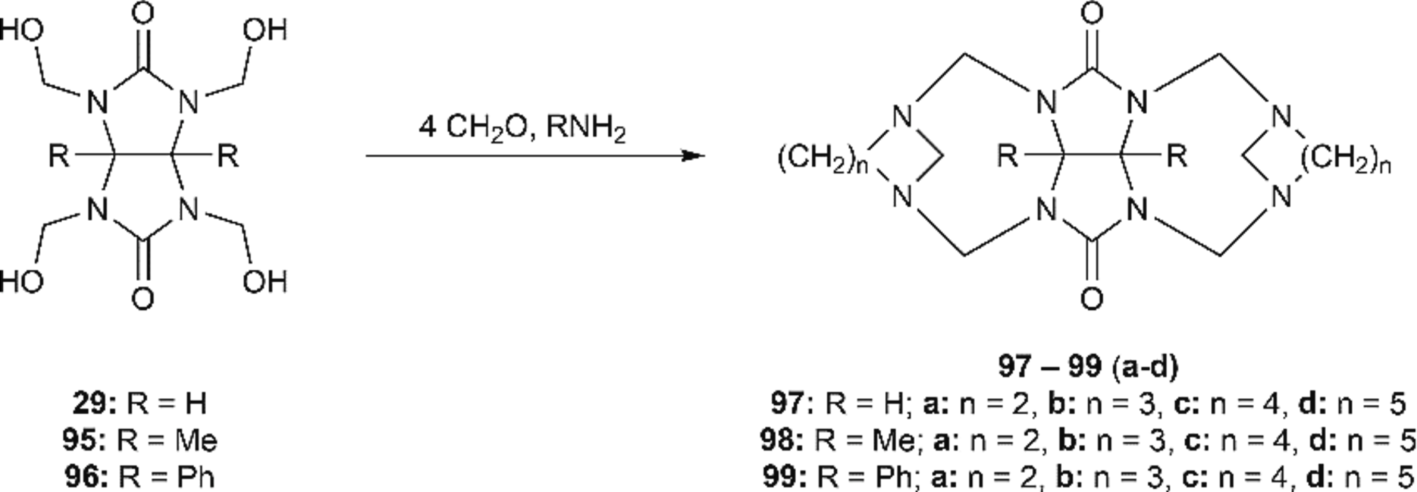 HO
O
OH
N
N
R
R
N
N
HO
O
OH
4 CH₂O, RNH₂
O
N
N
N
N
(CH₂)ₙ
R
R
(CH₂)ₙ
N
N
N
N
O
29: R = H
95: R = Me
96: R = Ph
97 – 99 (a-d)
97: R = H; a: n = 2, b: n = 3, c: n = 4, d: n = 5
98: R = Me; a: n = 2, b: n = 3, c: n = 4, d: n = 5
99: R = Ph; a: n = 2, b: n = 3, c: n = 4, d: n = 5